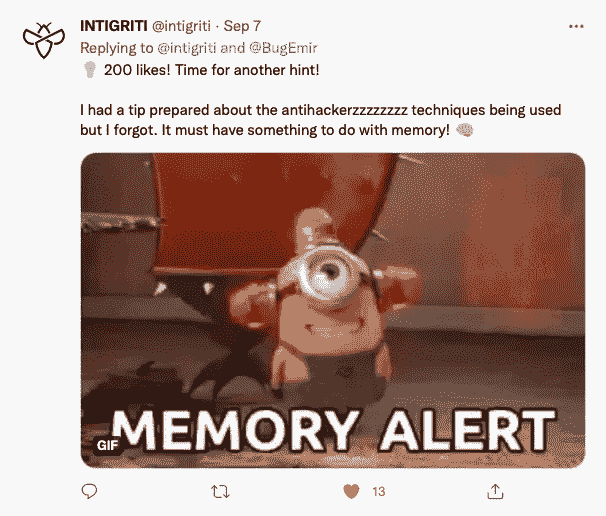 INTIGRITI @intigriti · Sep 7
Replying to @intigriti and @BugEmir
200 likes! Time for another hint!
I had a tip prepared about the antihackerzzzzzzzz techniques being used
but I forgot. It must have something to do with memory!
MEMORY ALERT
GIF
13